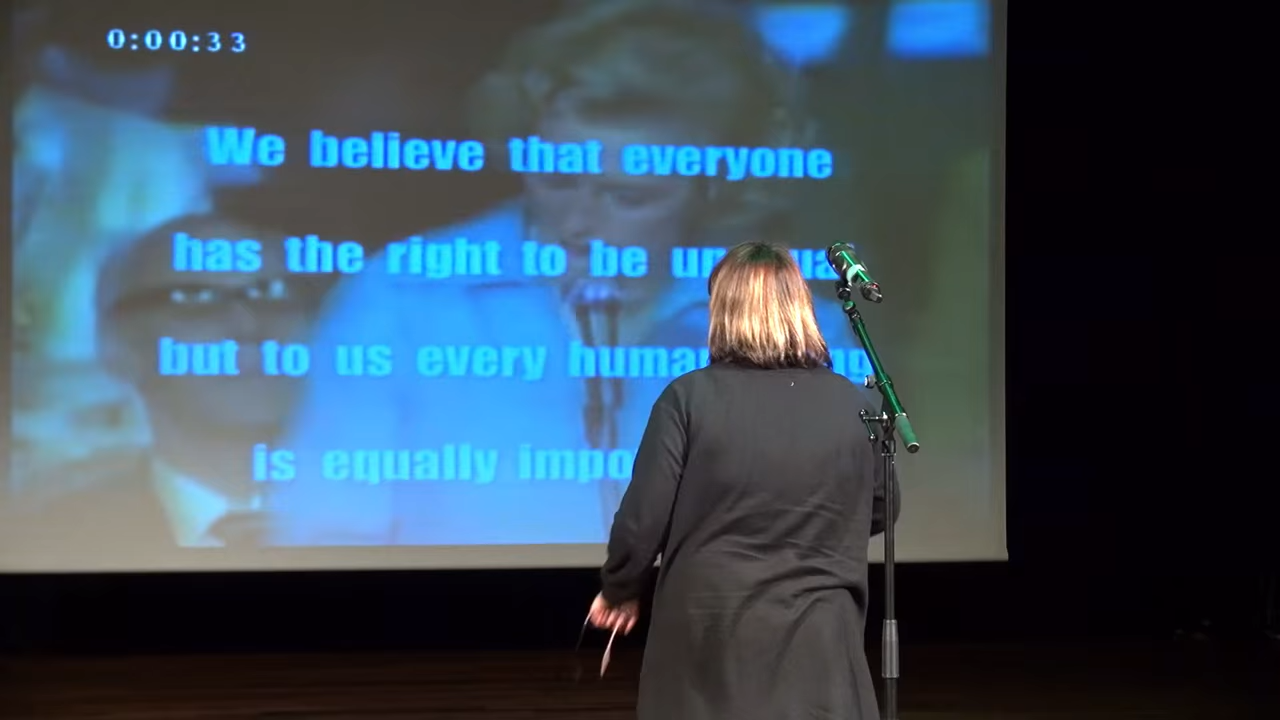 0:00:33
We believe that everyone
has the right to be
but to us every
is equally